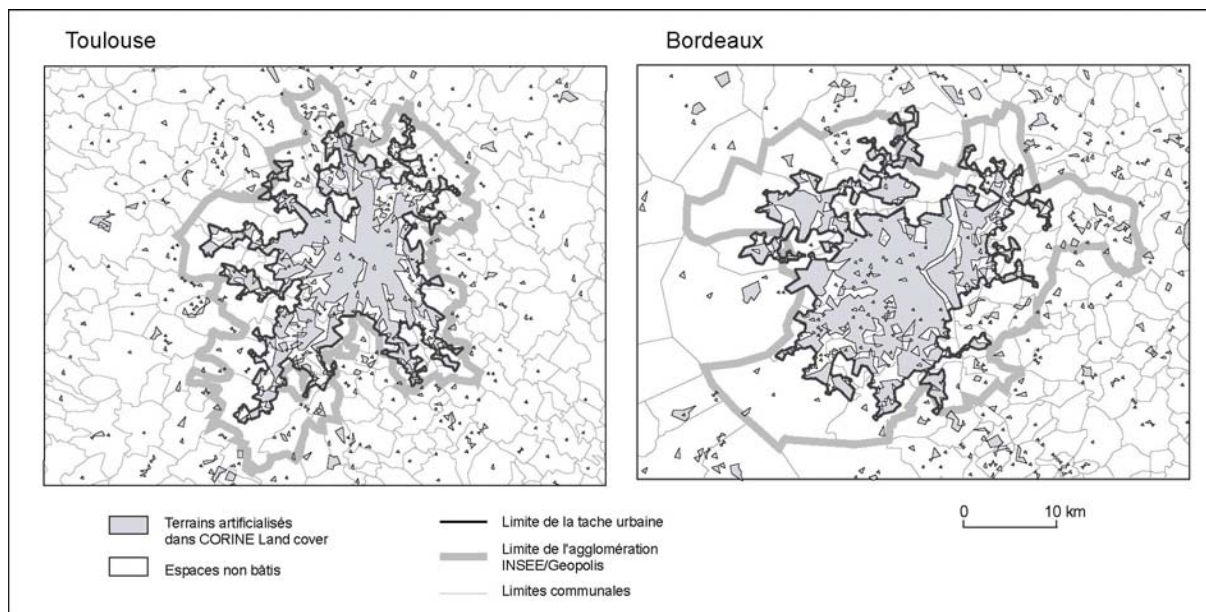 Toulouse
Bordeaux
Terrains artificialisés
dans CORINE Land cover
Espaces non bâtis
Limite de la tache urbaine
Limite de l'agglomération
INSEE/Geopolis
Limites communales
0 10 km